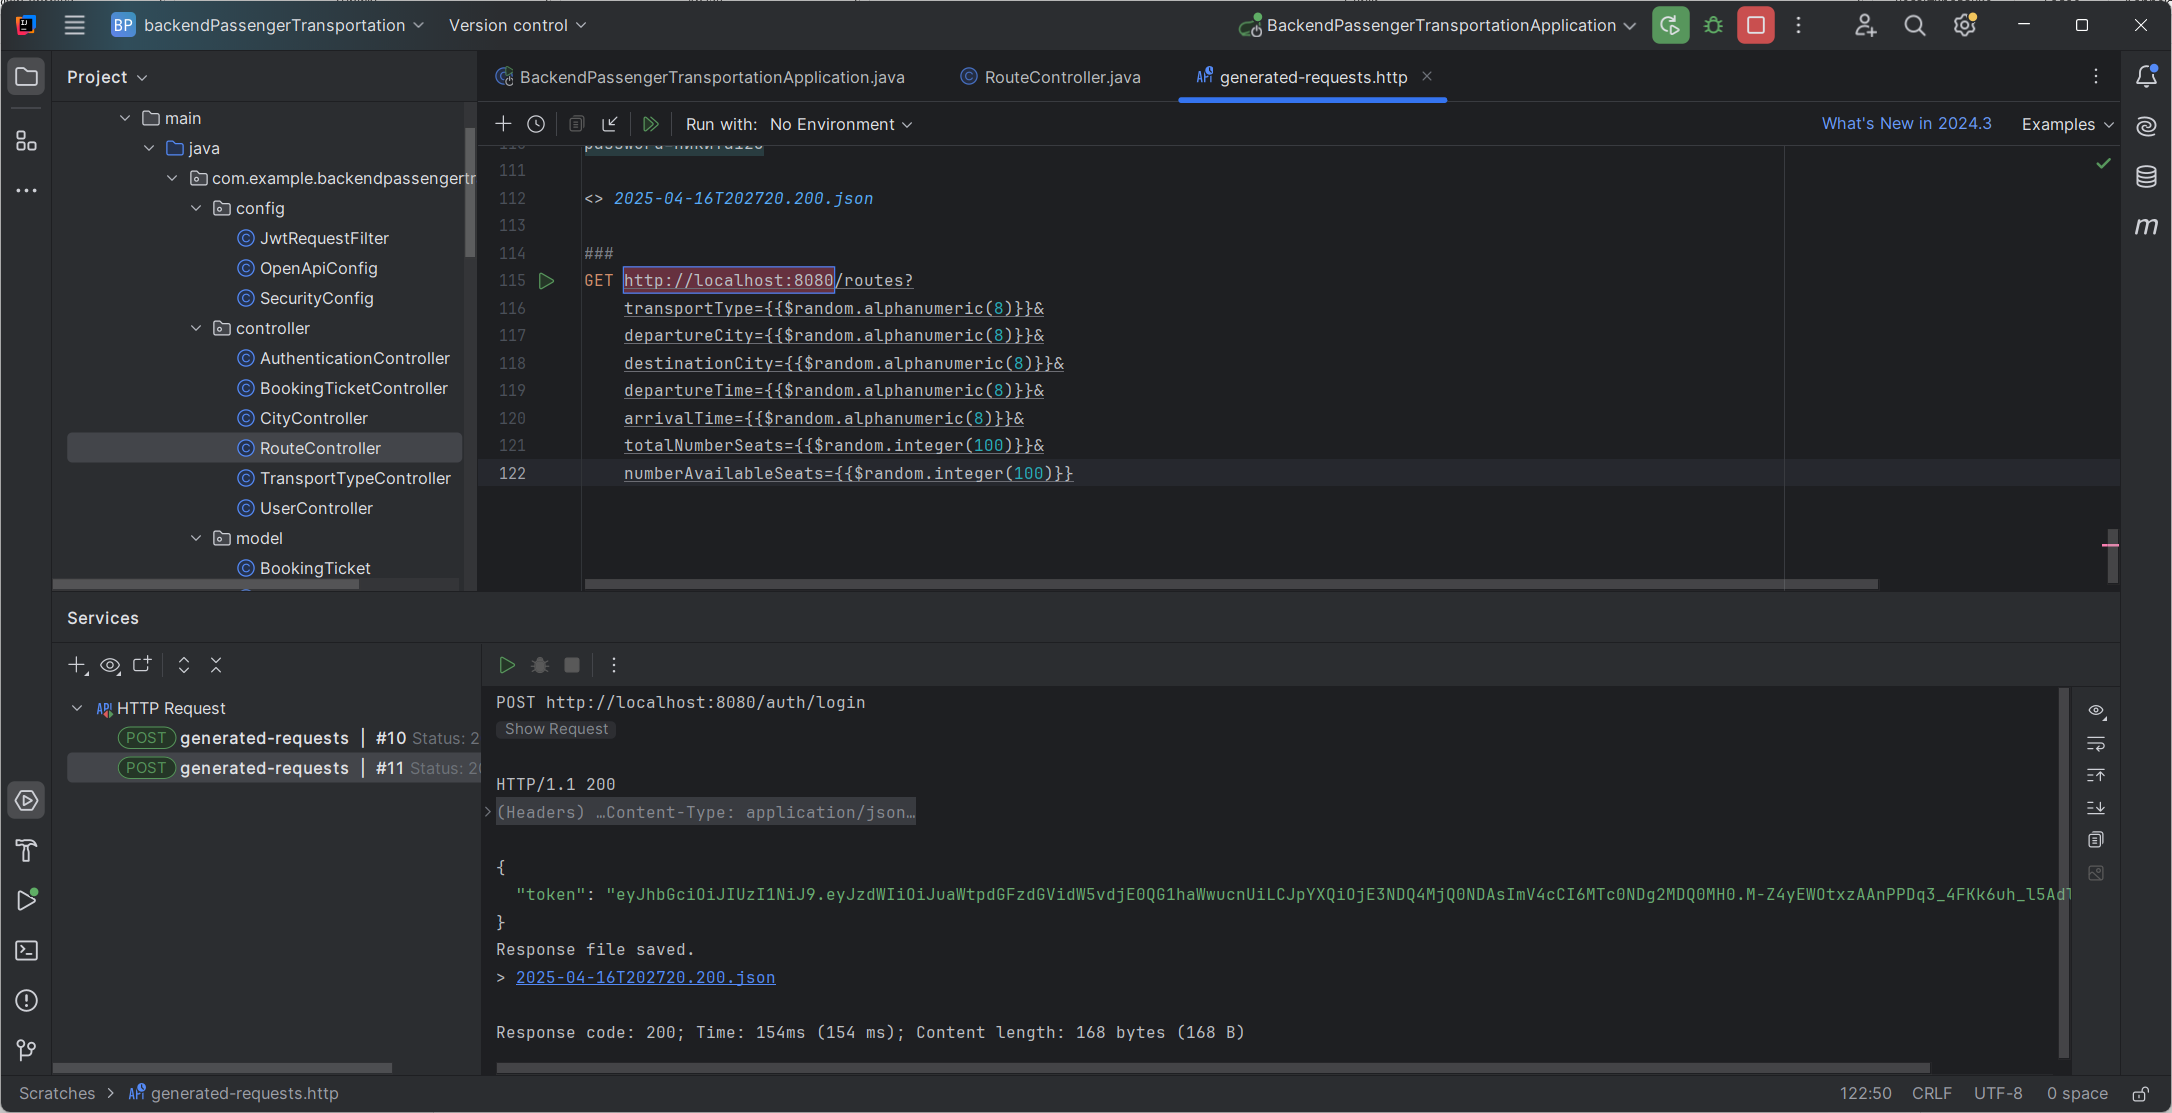 BP backendPassengerTransportation
Version control
BackendPassengerTransportationApplication
Project
BackendPassengerTransportationApplication.java
RouteController.java
API generated-requests.http
Run with: No Environment
What's New in 2024.3
Examples
main
java
com.example.backendpassengertr
config
JwtRequestFilter
OpenApiConfig
SecurityConfig
controller
AuthenticationController
BookingTicketController
CityController
RouteController
TransportTypeController
UserController
model
BookingTicket
111
112 <> 2025-04-16T202720.200.json
113
114 ###
115 GET http://localhost:8080/routes?
116 transportType={{$random.alphanumeric(8)}}&
117 departureCity={{$random.alphanumeric(8)}}&
118 destinationCity={{$random.alphanumeric(8)}}&
119 departureTime={{$random.alphanumeric(8)}}&
120 arrivalTime={{$random.alphanumeric(8)}}&
121 totalNumberSeats={{$random.integer(100)}}&
122 numberAvailableSeats={{$random.integer(100)}}
Services
API HTTP Request
POST generated-requests | #10 Status: 2
POST generated-requests | #11 Status: 20
POST http://localhost:8080/auth/login
Show Request
HTTP/1.1 200
(Headers) …Content-Type: application/json…
{
"token": "eyJhbGciOiJIUzI1NiJ9.eyJzdWIiOiJuaWtpdGFzdGVidW5vdjE0QG1haWwucnUiLCJpYXQiOjE3NDQ4MjQ0NDAsImV4cCI6MTc0NDg2MDQ0MH0.M-Z4yEWOtxzAAnPPDq3_4FKk6uh_l5Ad
}
Response file saved.
> 2025-04-16T202720.200.json
Response code: 200; Time: 154ms (154 ms); Content length: 168 bytes (168 B)
Scratches > API generated-requests.http
122:50 CRLF UTF-8 0 space